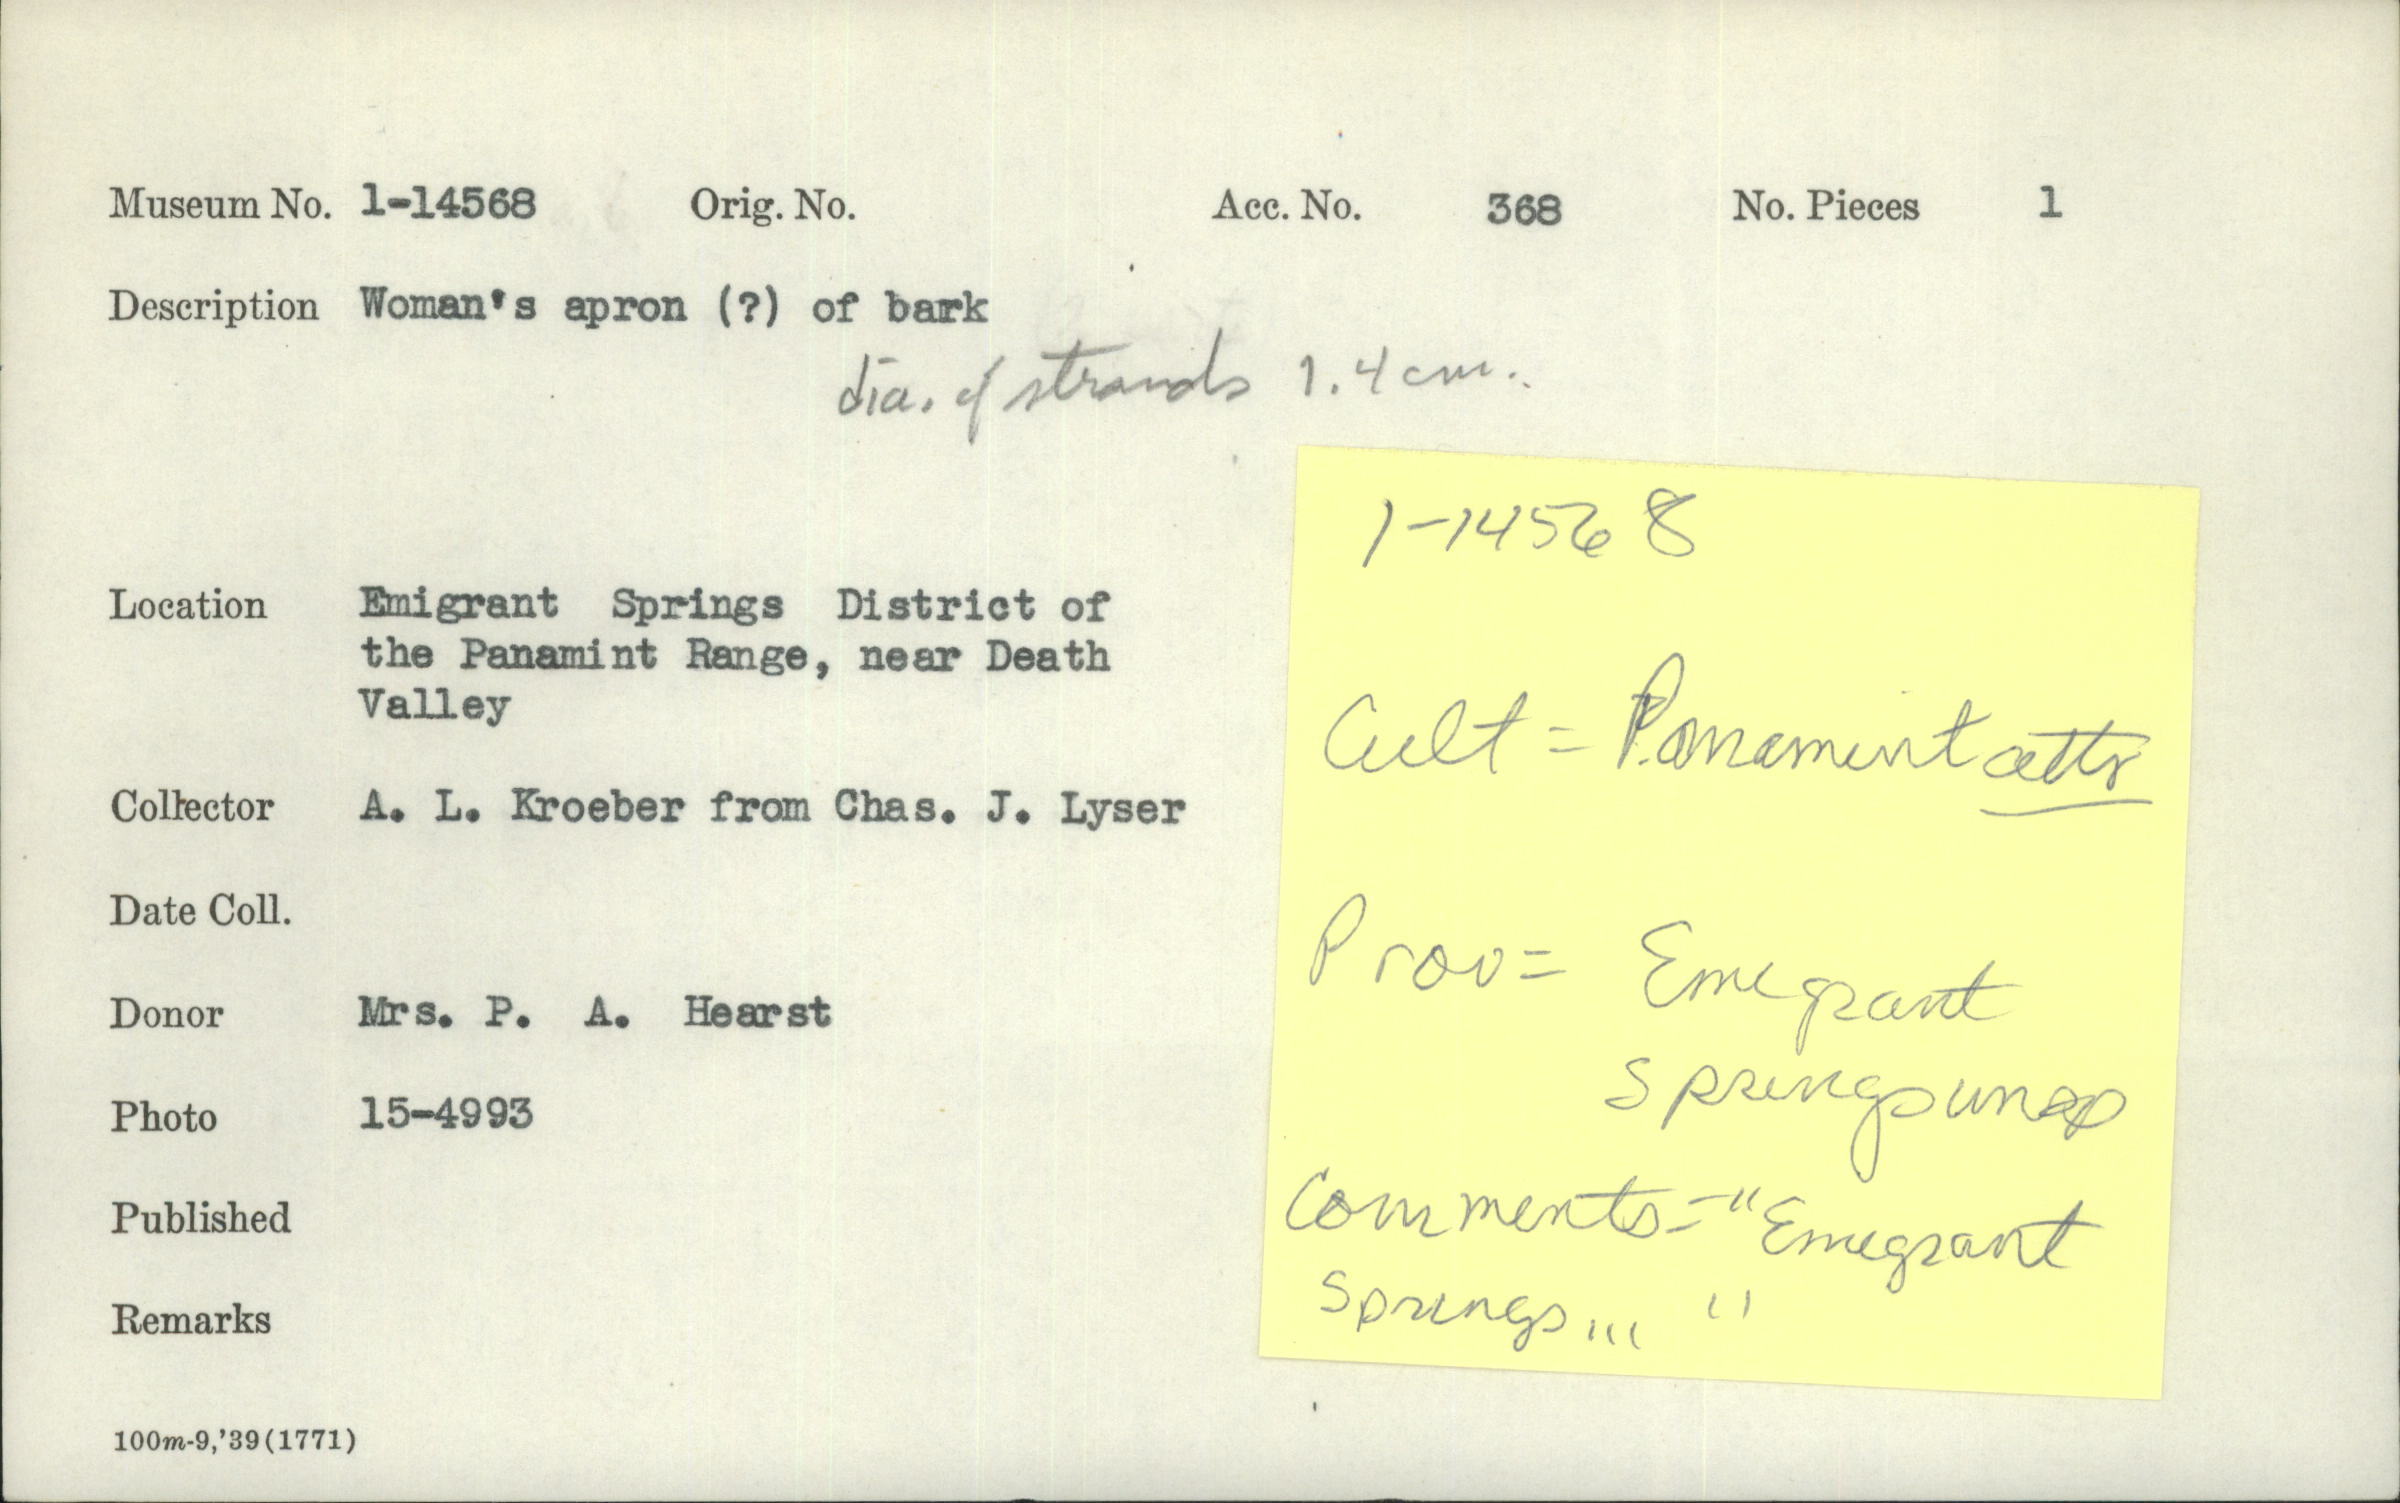 Museum No. 1-14568 Orig. No. Acc. No. 368 No. Pieces 1
Description Woman's apron (?) of bark
dia. of strands 1.4 cm.
Location Emigrant Springs District of
the Panamint Range, near Death
Valley
Collector A. L. Kroeber from Chas. J. Lyser
Date Coll.
Donor Mrs. P. A. Hearst
Photo 15-4993
Published
Remarks
100m-9,'39(1771)
1-14568
Cult = Panamint attr
Prov = Emigrant
Springs
Comments = "Emigrant
Springs... "